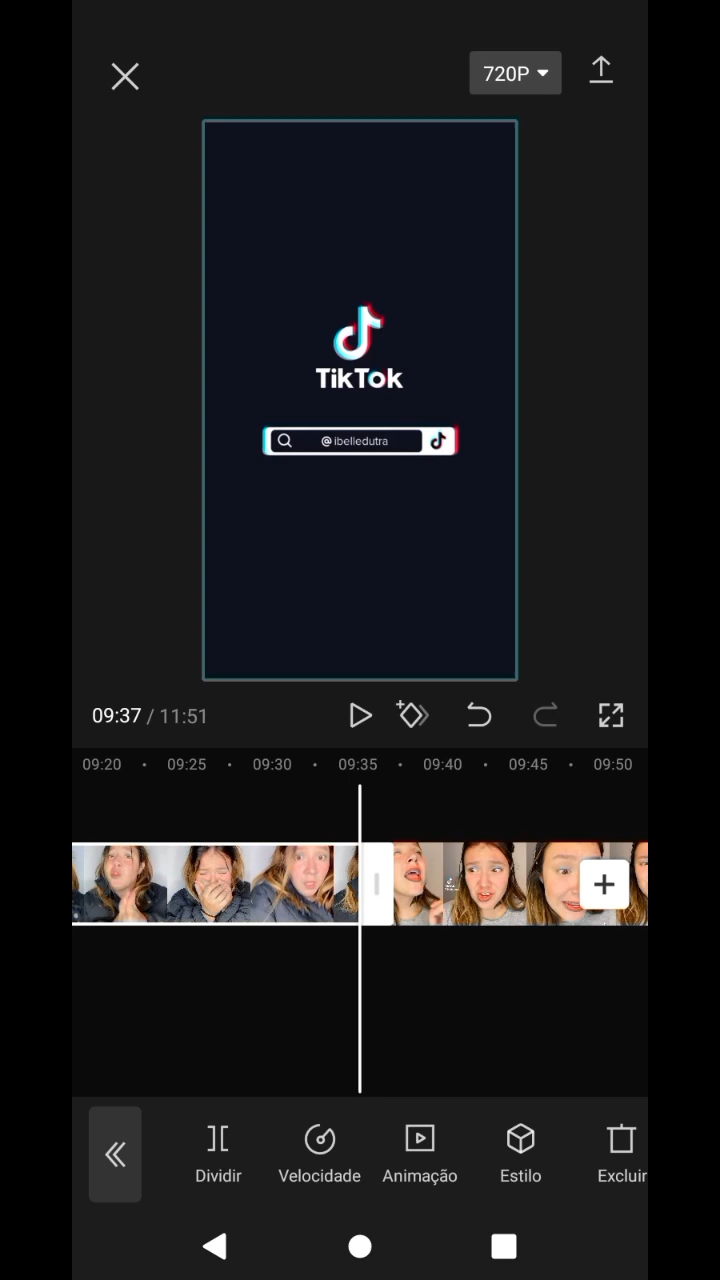 720P
TikTok
@ibelledutra
09:37 / 11:51
09:20 09:25 09:30 09:35 09:40 09:45 09:50
Dividir Velocidade Animação Estilo Excluir